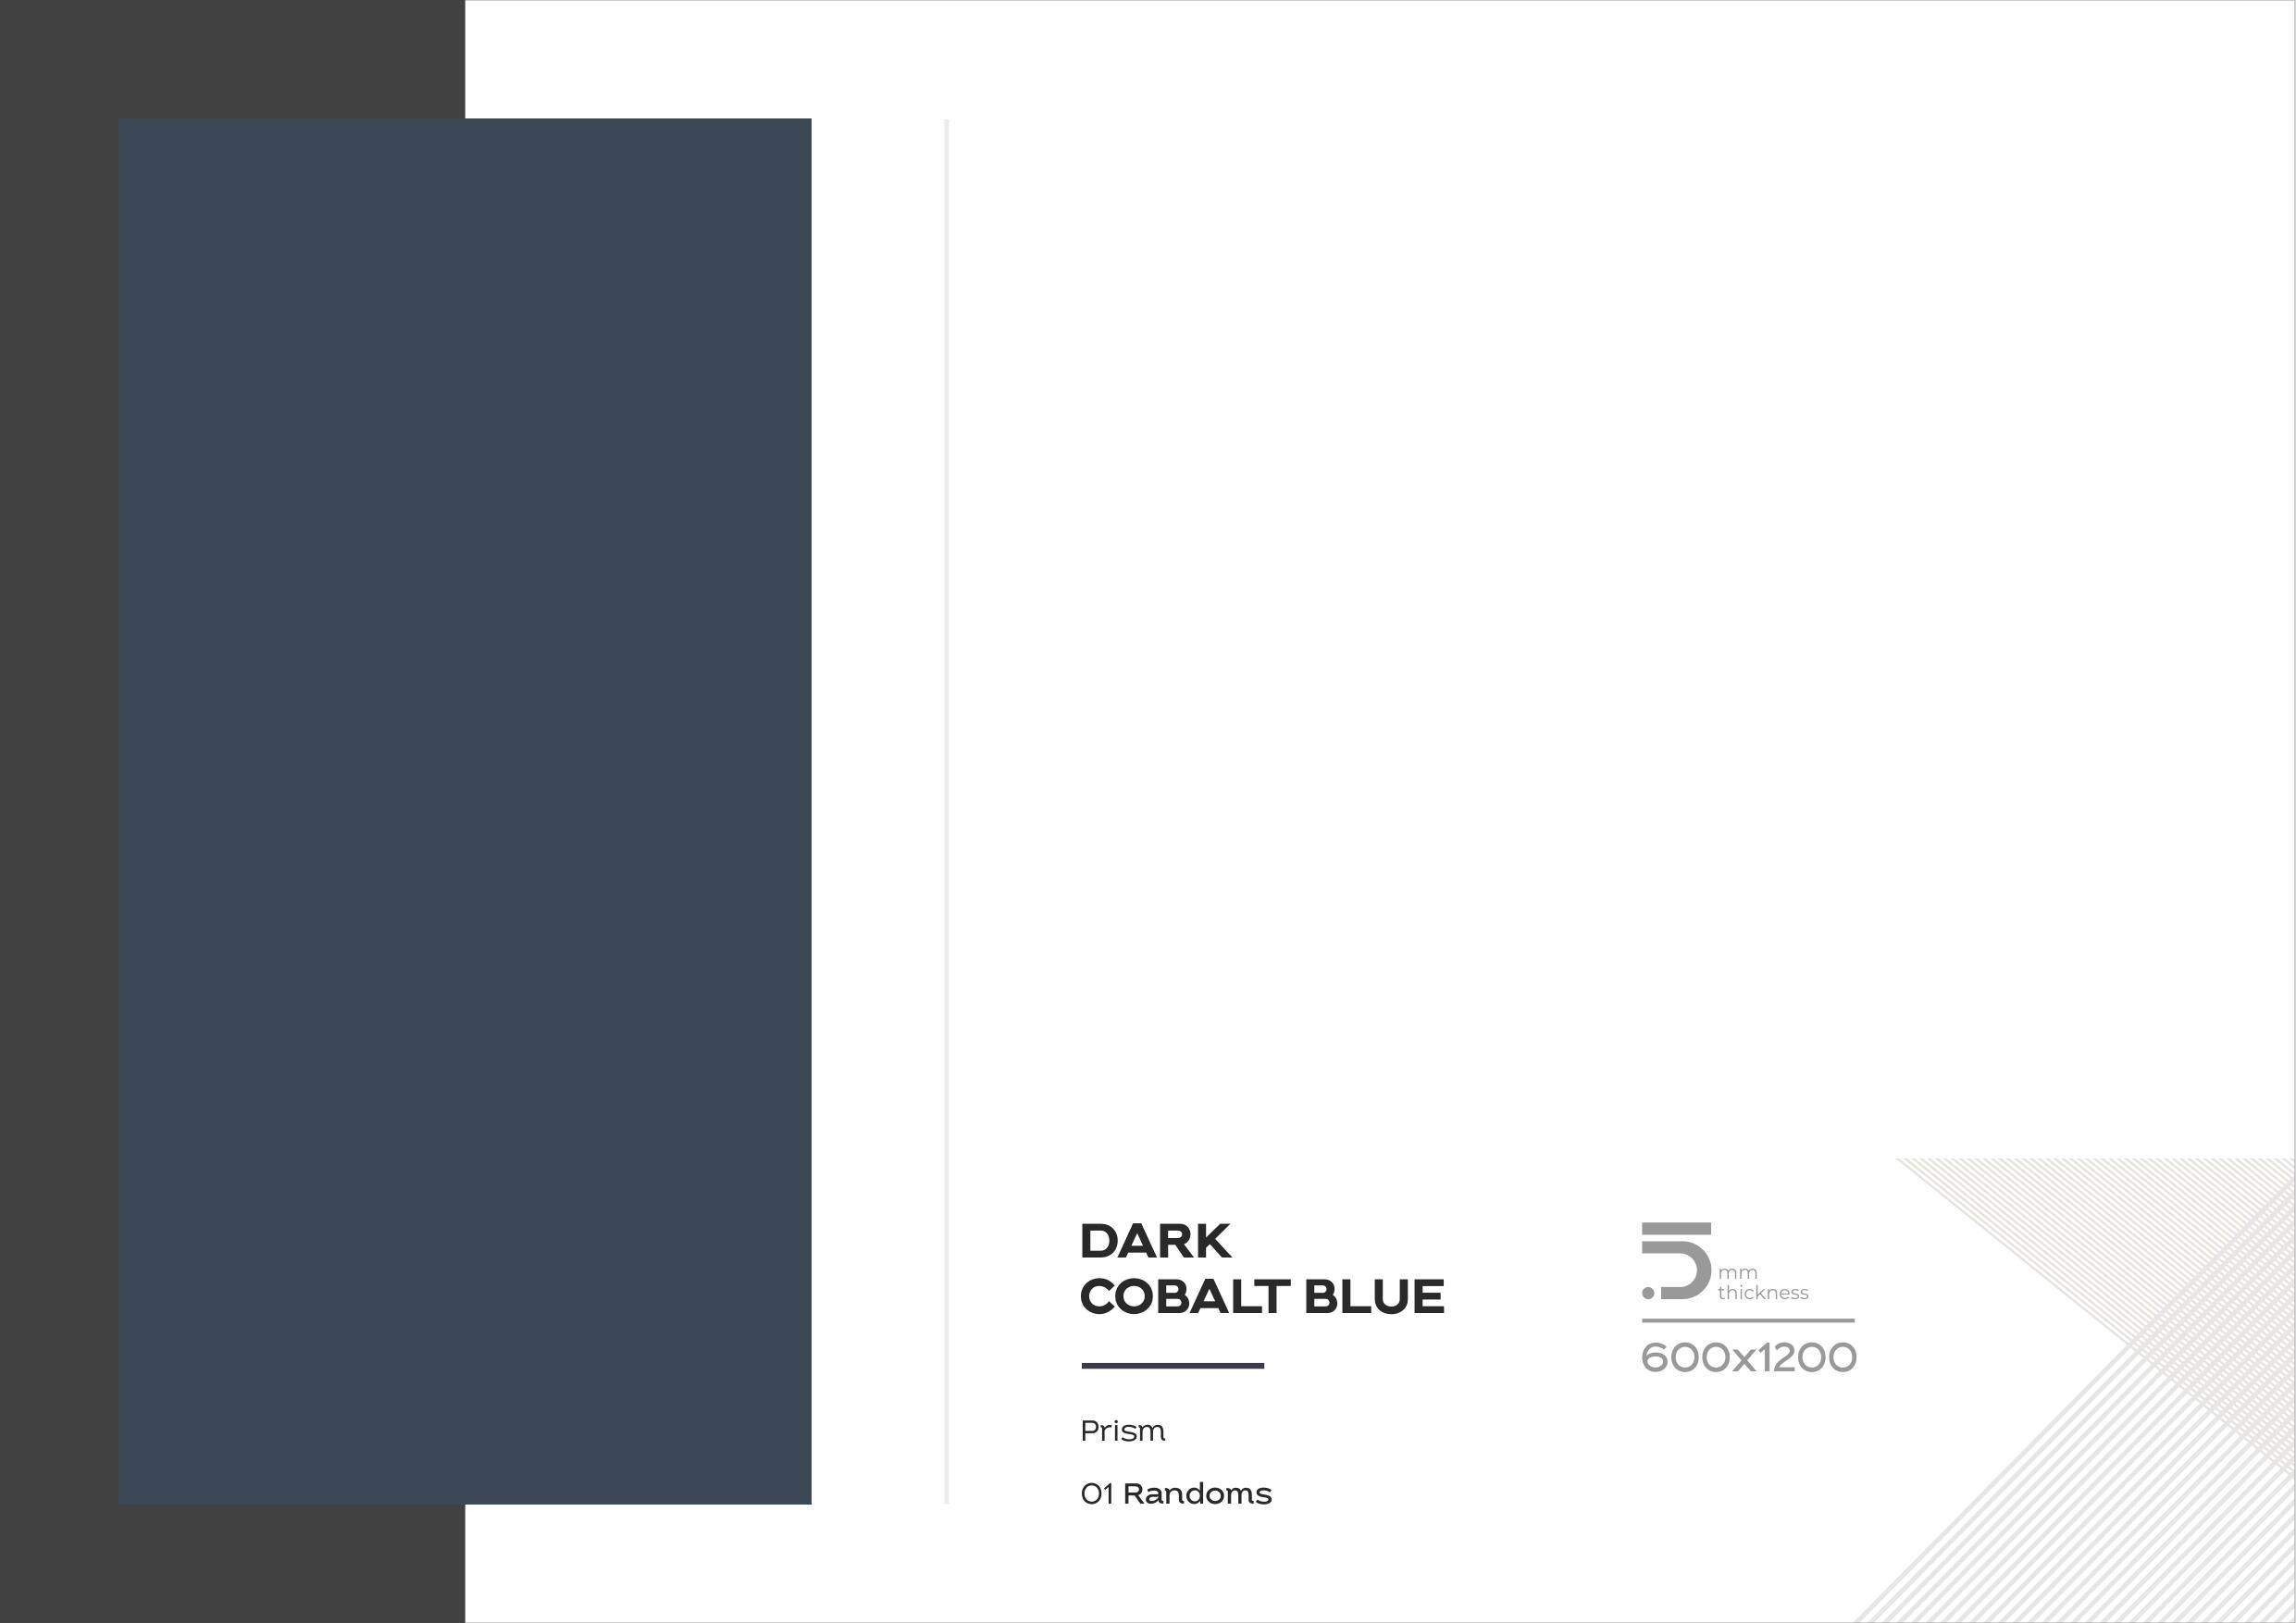 DARK
COBALT BLUE
Prism
01 Randoms
5
mm
thickness
600x1200